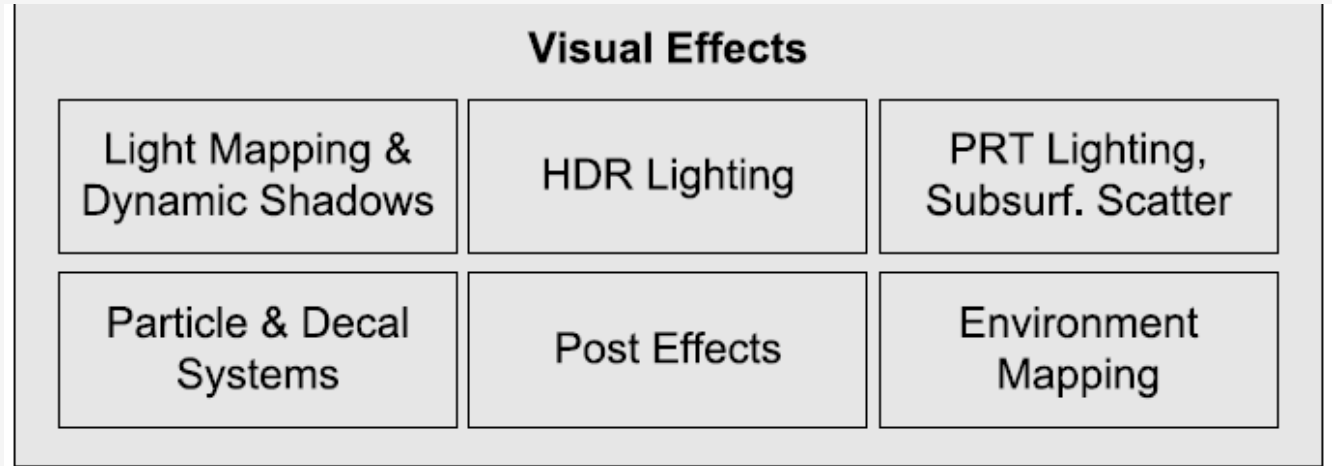 Visual Effects
Light Mapping &
Dynamic Shadows
HDR Lighting
PRT Lighting,
Subsurf. Scatter
Particle & Decal
Systems
Post Effects
Environment
Mapping